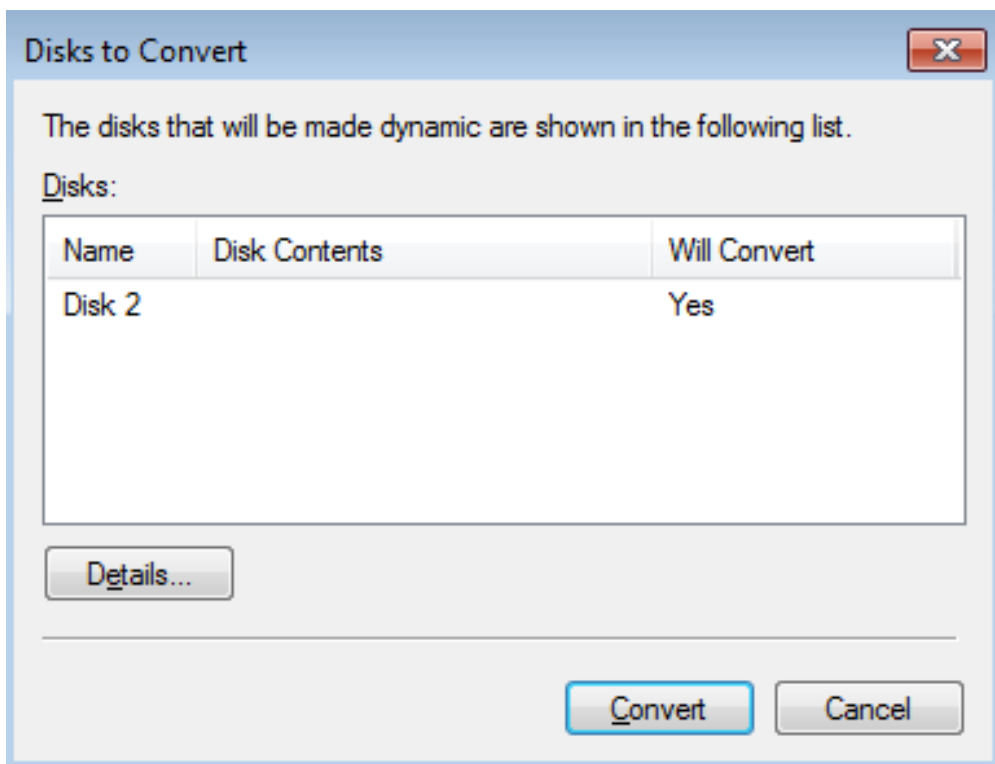 Disks to Convert
The disks that will be made dynamic are shown in the following list.
Disks:
Name Disk Contents Will Convert
Disk 2 Yes
Details...
Convert Cancel